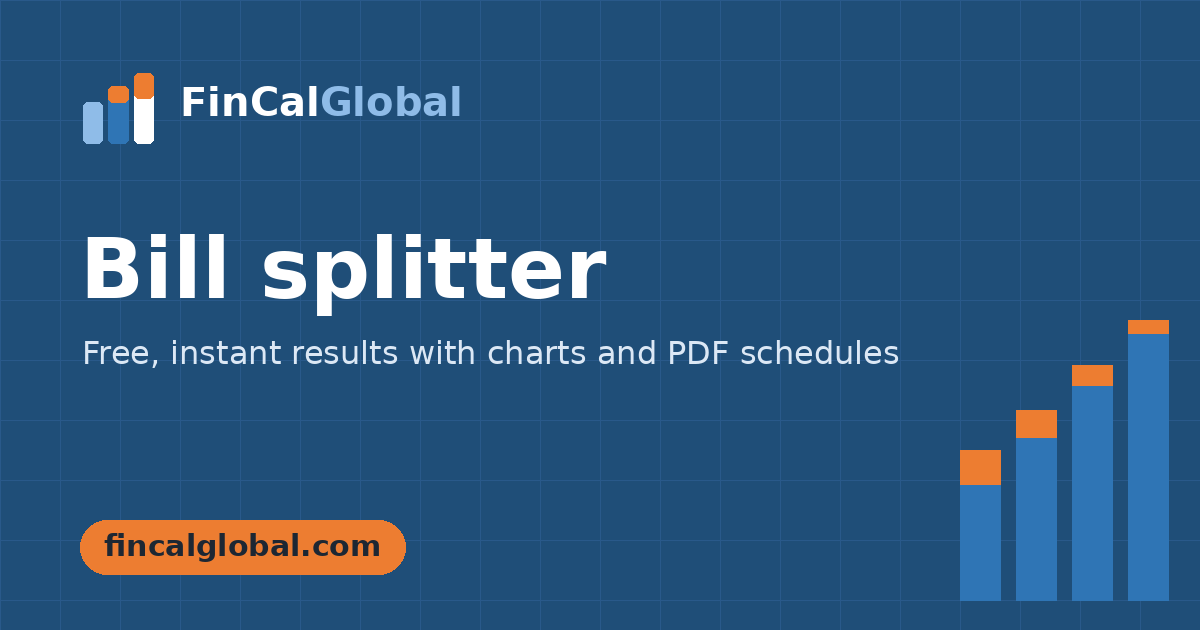 FinCalGlobal
Bill splitter
Free, instant results with charts and PDF schedules
fincalglobal.com